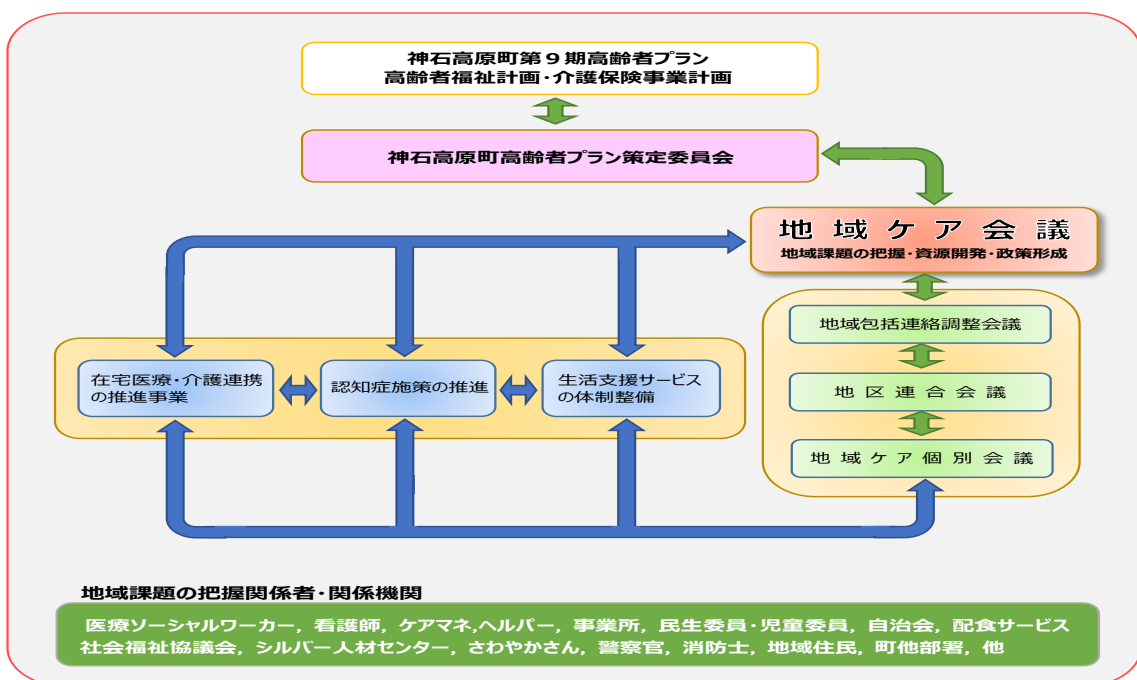 神石高原町第9期高齢者プラン
高齢者福祉計画・介護保険事業計画
神石高原町高齢者プラン策定委員会
地域ケア会議
地域課題の把握・資源開発・政策形成
地域包括連絡調整会議
在宅医療・介護連携
の推進事業
認知症施策の推進
生活支援サービス
の体制整備
地区連合会議
地域ケア個別会議
地域課題の把握関係者・関係機関
医療ソーシャルワーカー, 看護師, ケアマネ,ヘルパー, 事業所, 民生委員・児童委員, 自治会, 配食サービス
社会福祉協議会, シルバー人材センター, さわやかさん, 警察官, 消防士, 地域住民, 町他部署, 他